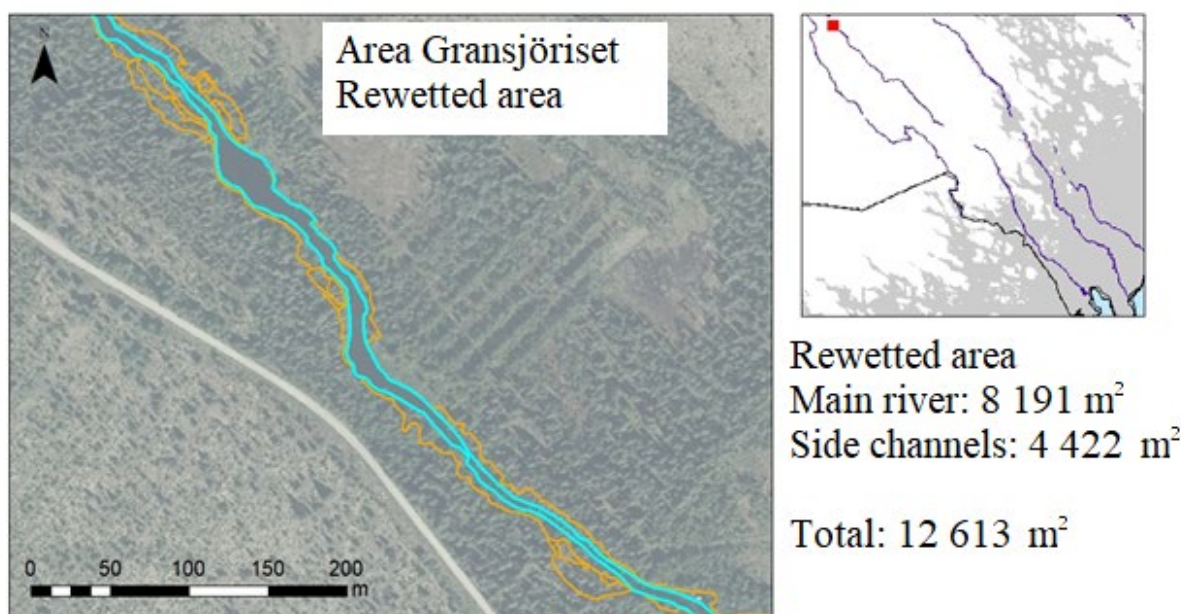 N
Area Gransjöriset
Rewetted area
0 50 100 150 200
m
Rewetted area
Main river: 8 191 m²
Side channels: 4 422 m²
Total: 12 613 m²